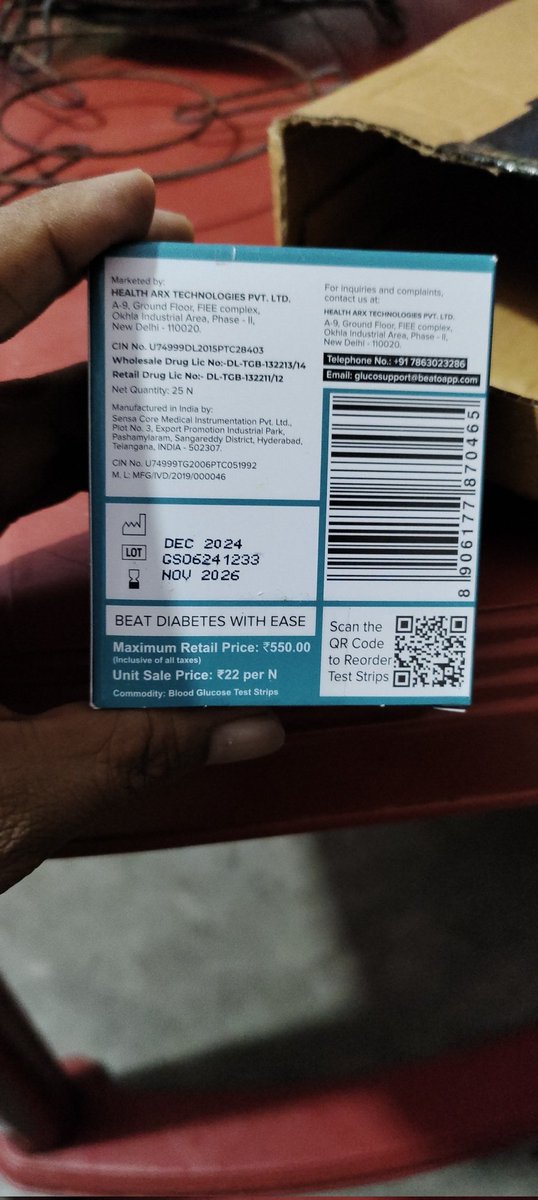 Marketed by:
HEALTH ARX TECHNOLOGIES PVT. LTD.
A-9, Ground Floor, FIEE complex,
Okhla Industrial Area, Phase - II,
New Delhi - 110020.
CIN No. U74999DL2015PTC28403
Wholesale Drug Lic No:-DL-TGB-132213/14
Retail Drug Lic No:- DL-TGB-132211/12
Net Quantity: 25 N
Manufactured in India by:
Sensa Core Medical Instrumentation Pvt. Ltd.,
Plot No. 3, Export Promotion Industrial Park,
Pashamylaram, Sangareddy District, Hyderabad,
Telangana, INDIA - 502307.
CIN No. U74999TG2006PTC051992
M. L: MFG/IVD/2019/000046
For inquiries and complaints,
contact us at:
HEALTH ARX TECHNOLOGIES PVT. LTD.
A-9, Ground Floor, FIEE complex,
Okhla Industrial Area, Phase - II,
New Delhi - 110020.
Telephone No.: +91 7863023286
Email: glucosupport@beatoapp.com
8 906177 870465
DEC 2024
LOT GS06241233
NOV 2026
BEAT DIABETES WITH EASE
Maximum Retail Price: ₹550.00
(Inclusive of all taxes)
Unit Sale Price: ₹22 per N
Commodity: Blood Glucose Test Strips
Scan the
QR Code
to Reorder
Test Strips